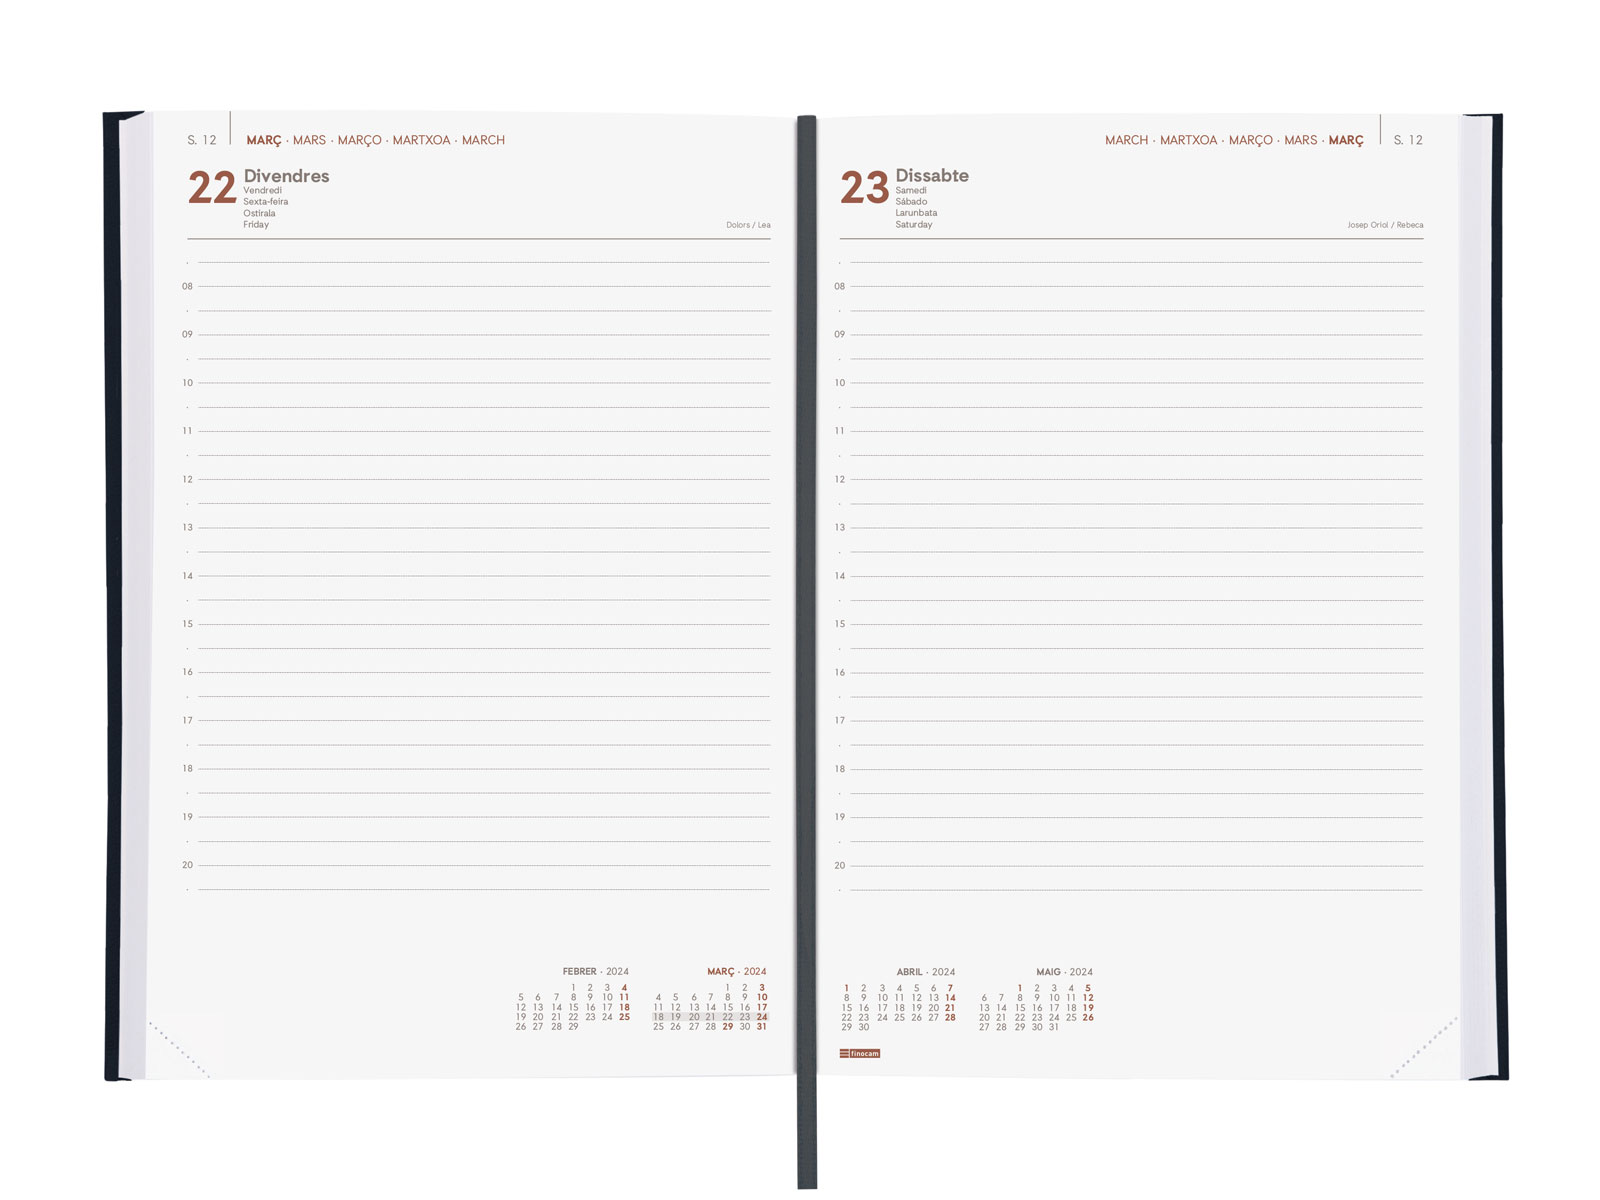 S. 12
MARÇ · MARS · MARÇO · MARTXOA · MARCH
22 Divendres
Vendredi
Sexta-feira
Ostirala
Friday
Dolors / Lea
08
09
10
11
12
13
14
15
16
17
18
19
20
FEBRER · 2024
1 2 3 4
5 6 7 8 9 10 11
12 13 14 15 16 17 18
19 20 21 22 23 24 25
26 27 28 29
MARÇ · 2024
1 2 3
4 5 6 7 8 9 10
11 12 13 14 15 16 17
18 19 20 21 22 23 24
25 26 27 28 29 30 31
MARCH · MARTXOA · MARÇO · MARS · MARÇ
S. 12
23 Dissabte
Samedi
Sábado
Larunbata
Saturday
Josep Oriol / Rebeca
08
09
10
11
12
13
14
15
16
17
18
19
20
ABRIL · 2024
1 2 3 4 5 6 7
8 9 10 11 12 13 14
15 16 17 18 19 20 21
22 23 24 25 26 27 28
29 30
MAIG · 2024
1 2 3 4 5
6 7 8 9 10 11 12
13 14 15 16 17 18 19
20 21 22 23 24 25 26
27 28 29 30 31
finocam